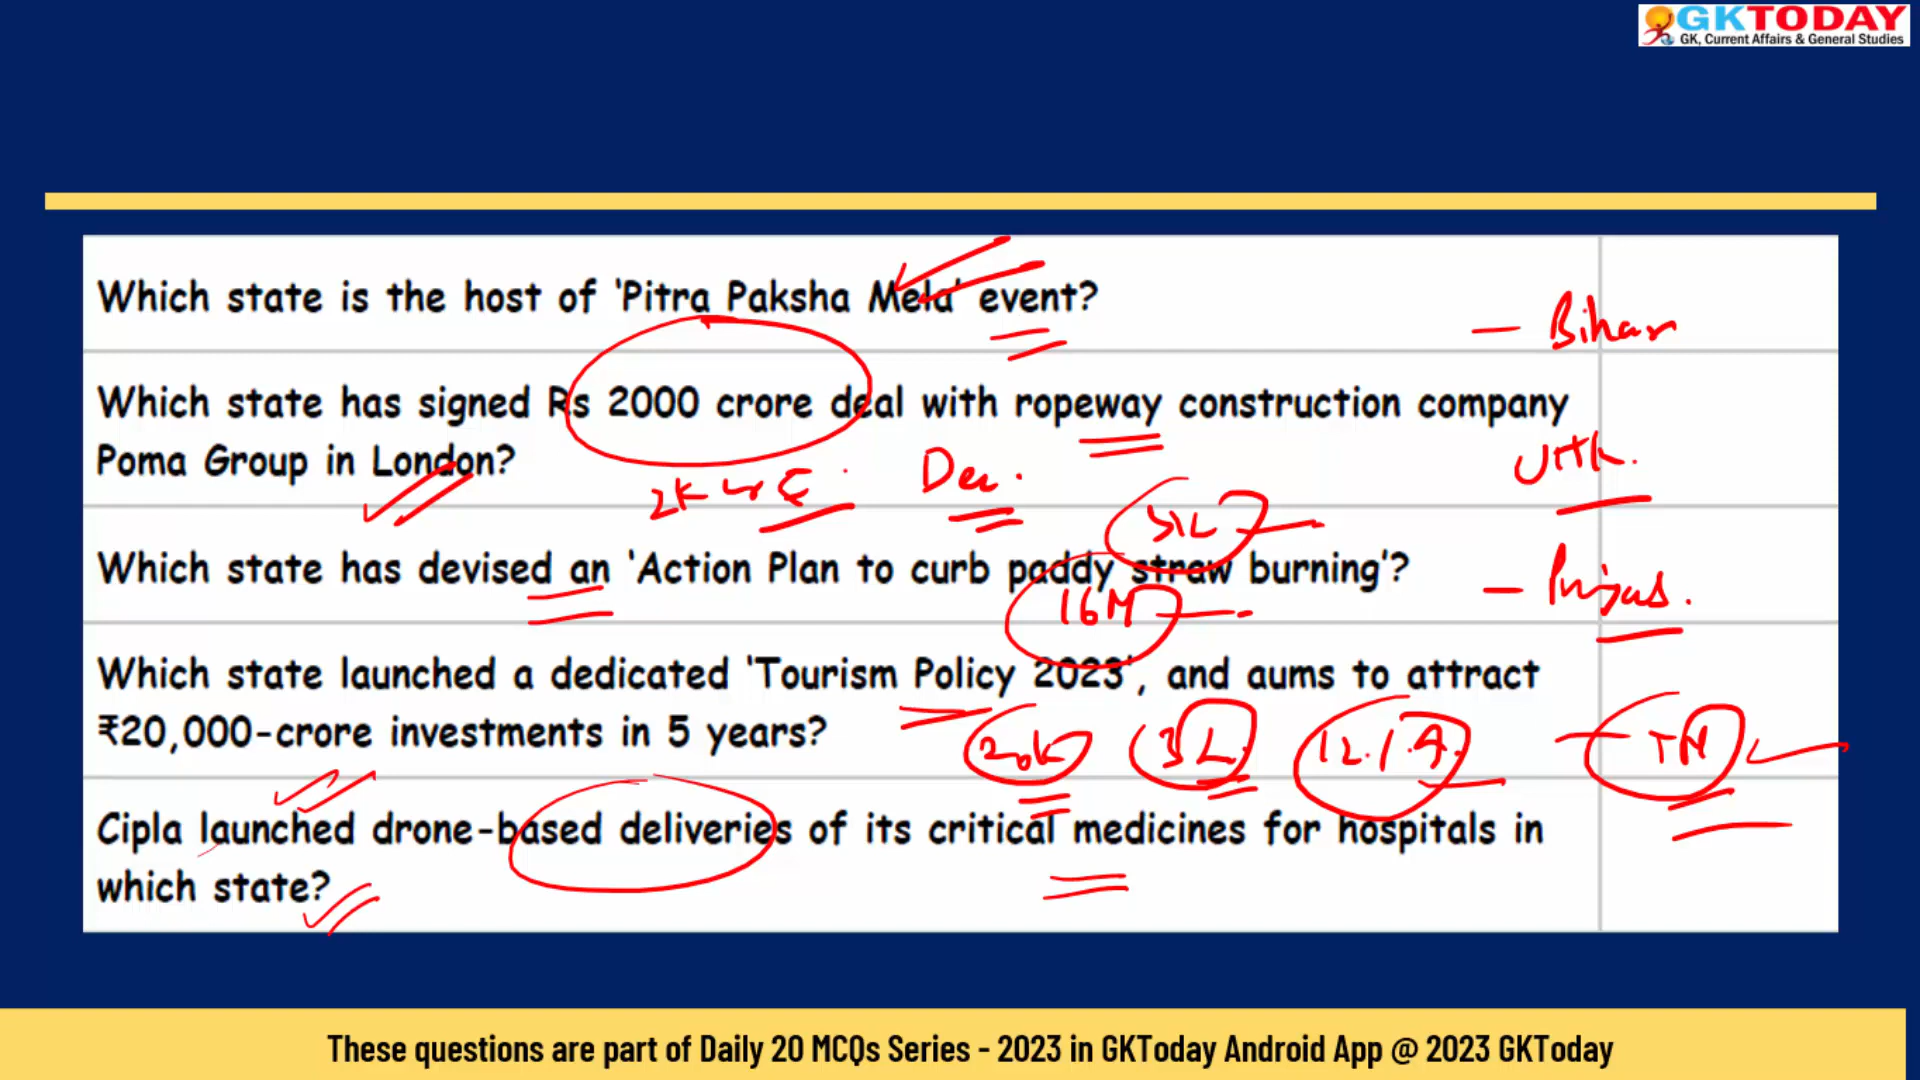 GKTODAY
GK, Current Affairs & General Studies
Which state is the host of 'Pitra Paksha Mela' event?
Bihar
Which state has signed Rs 2000 crore deal with ropeway construction company
Poma Group in London?
UttK.
2K
Dec.
31L
Which state has devised an 'Action Plan to curb paddy straw burning'?
16M
Punjab.
Which state launched a dedicated 'Tourism Policy 2023', and aums to attract
₹20,000-crore investments in 5 years?
20K
3L.
12.1.A.
TN
Cipla launched drone-based deliveries of its critical medicines for hospitals in
which state?
These questions are part of Daily 20 MCQs Series - 2023 in GKToday Android App @ 2023 GKToday